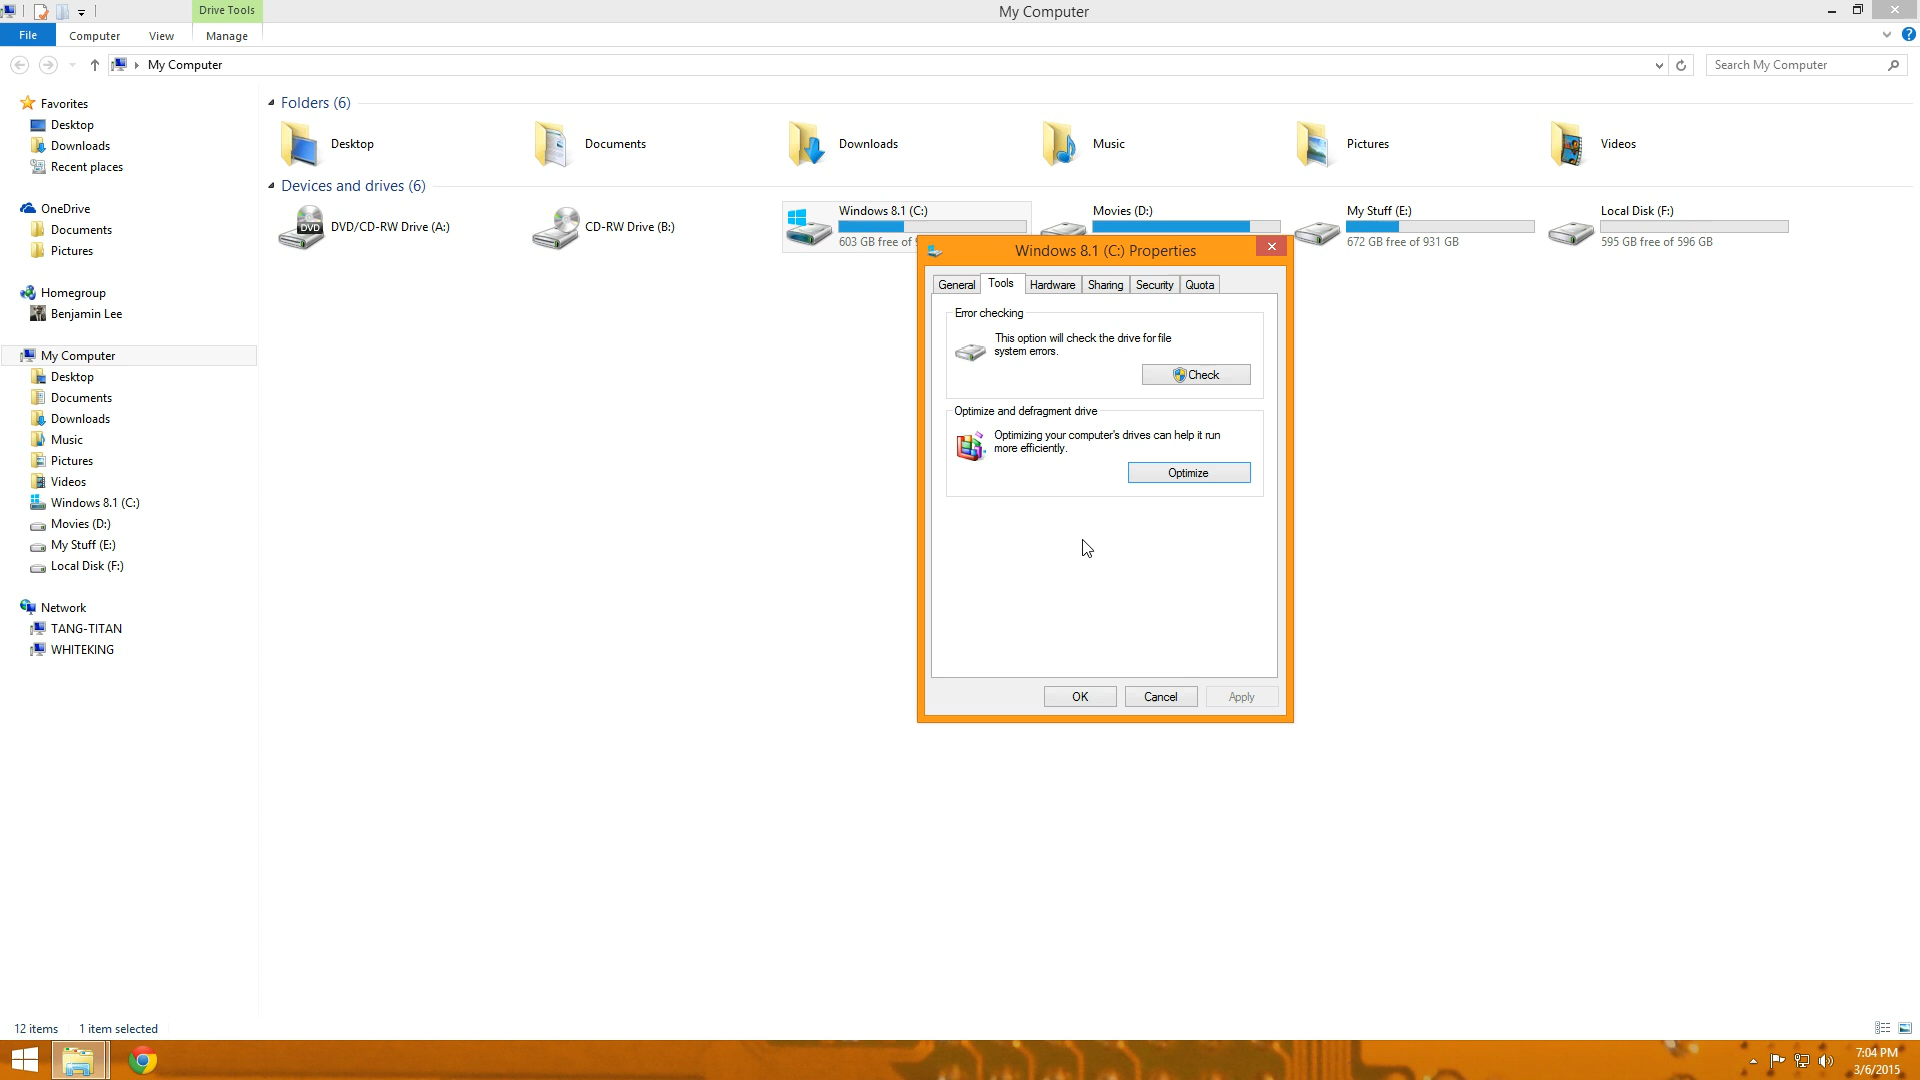 Drive Tools
My Computer
File
Computer
View
Manage
My Computer
Search My Computer
Favorites
Desktop
Downloads
Recent places
OneDrive
Documents
Pictures
Homegroup
Benjamin Lee
My Computer
Desktop
Documents
Downloads
Music
Pictures
Videos
Windows 8.1 (C:)
Movies (D:)
My Stuff (E:)
Local Disk (F:)
Network
TANG-TITAN
WHITEKING
Folders (6)
Desktop
Documents
Downloads
Music
Pictures
Videos
Devices and drives (6)
DVD
DVD/CD-RW Drive (A:)
CD-RW Drive (B:)
Windows 8.1 (C:)
603 GB free of
Movies (D:)
My Stuff (E:)
672 GB free of 931 GB
Local Disk (F:)
595 GB free of 596 GB
Windows 8.1 (C:) Properties
General
Tools
Hardware
Sharing
Security
Quota
Error checking
This option will check the drive for file
system errors.
Check
Optimize and defragment drive
Optimizing your computer's drives can help it run
more efficiently.
Optimize
OK
Cancel
Apply
12 items
1 item selected
7:04 PM
3/6/2015